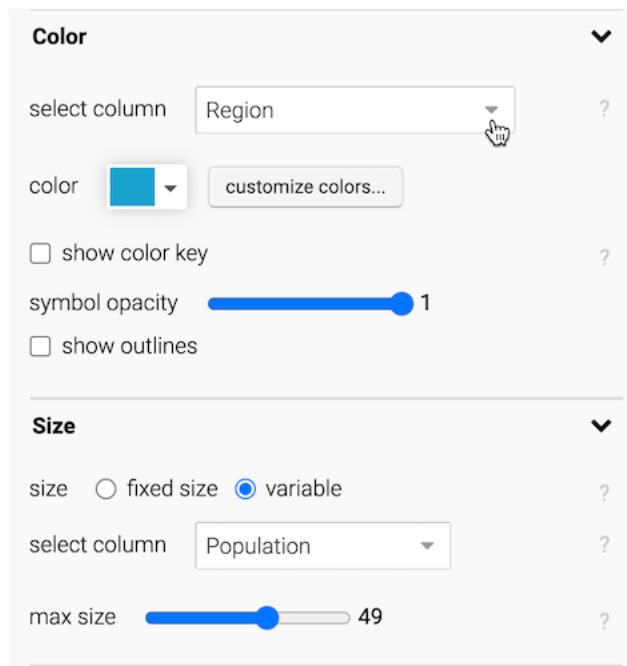 Color
select column Region ?
color customize colors...
show color key ?
symbol opacity 1
show outlines
Size
size fixed size variable ?
select column Population ?
max size 49 ?